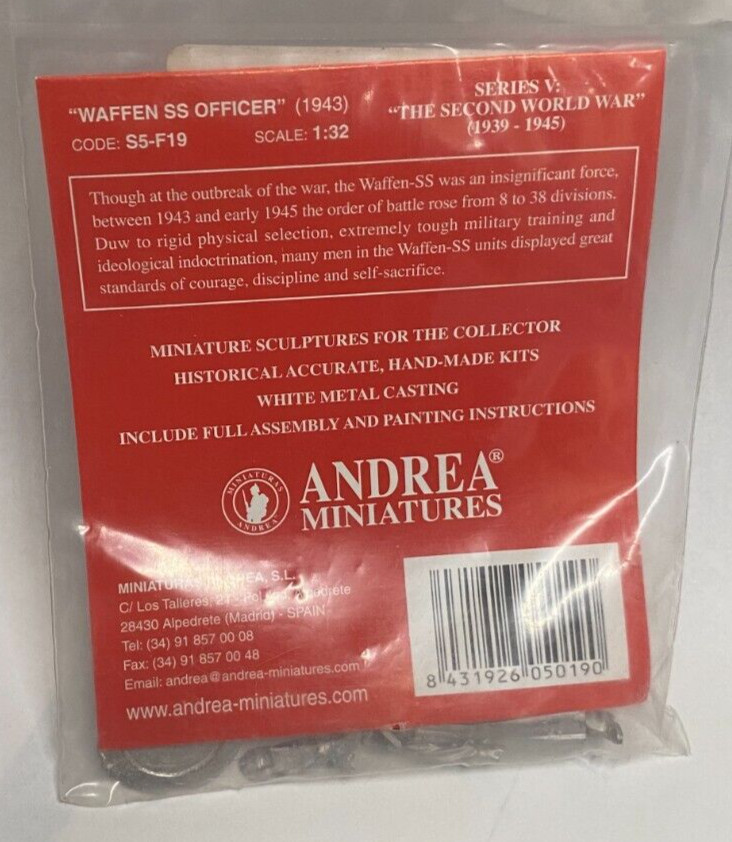 "WAFFEN SS OFFICER" (1943)
CODE: S5-F19 SCALE: 1:32
SERIES V:
"THE SECOND WORLD WAR"
(1939 - 1945)
Though at the outbreak of the war, the Waffen-SS was an insignificant force,
between 1943 and early 1945 the order of battle rose from 8 to 38 divisions.
Duw to rigid physical selection, extremely tough military training and
ideological indoctrination, many men in the Waffen-SS units displayed great
standards of courage, discipline and self-sacrifice.
MINIATURE SCULPTURES FOR THE COLLECTOR
HISTORICAL ACCURATE, HAND-MADE KITS
WHITE METAL CASTING
INCLUDE FULL ASSEMBLY AND PAINTING INSTRUCTIONS
MINIATURAS
ANDREA
ANDREA®
MINIATURES
MINIATURAS ANDREA, S.L.
C/ Los Talleres,
28430 Alpedrete (Madrid) - SPAIN
Tel: (34) 91 857 00 08
Fax: (34) 91 857 00 48
Email: andrea@andrea-miniatures.com
www.andrea-miniatures.com
8 431926 050190